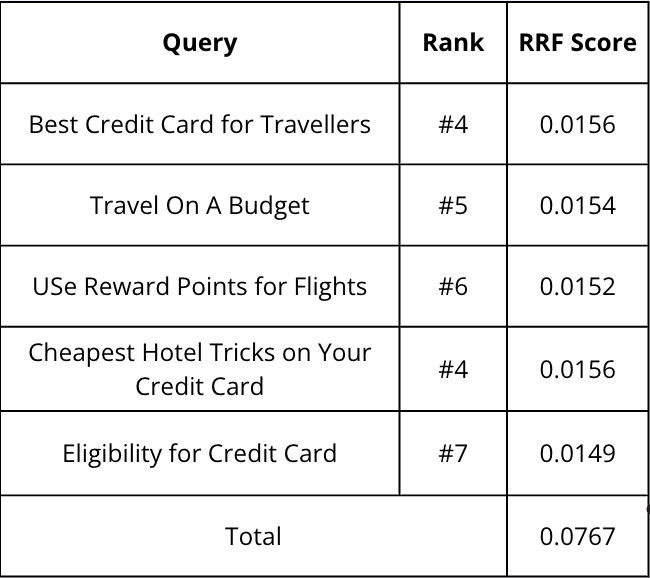 Query Rank RRF Score
Best Credit Card for Travellers #4 0.0156
Travel On A Budget #5 0.0154
USe Reward Points for Flights #6 0.0152
Cheapest Hotel Tricks on Your
Credit Card #4 0.0156
Eligibility for Credit Card #7 0.0149
Total 0.0767